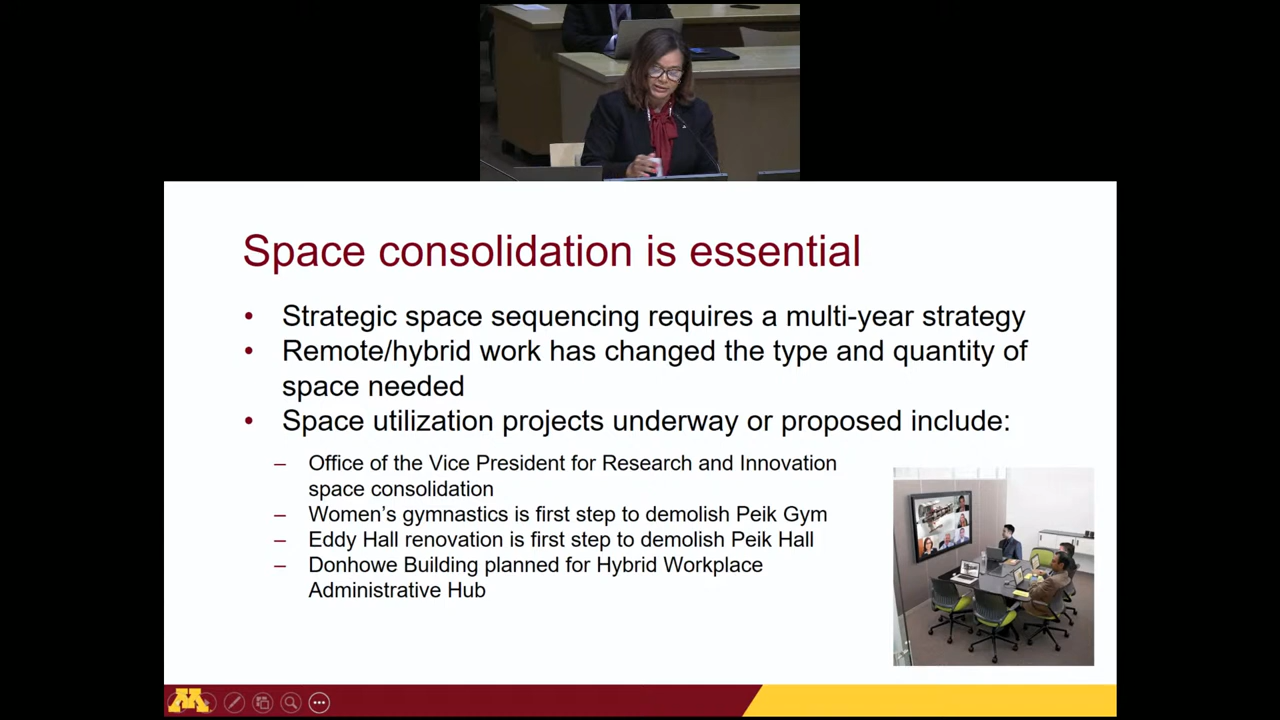 Space consolidation is essential
• Strategic space sequencing requires a multi-year strategy
• Remote/hybrid work has changed the type and quantity of
space needed
• Space utilization projects underway or proposed include:
– Office of the Vice President for Research and Innovation
space consolidation
– Women’s gymnastics is first step to demolish Peik Gym
– Eddy Hall renovation is first step to demolish Peik Hall
– Donhowe Building planned for Hybrid Workplace
Administrative Hub
M